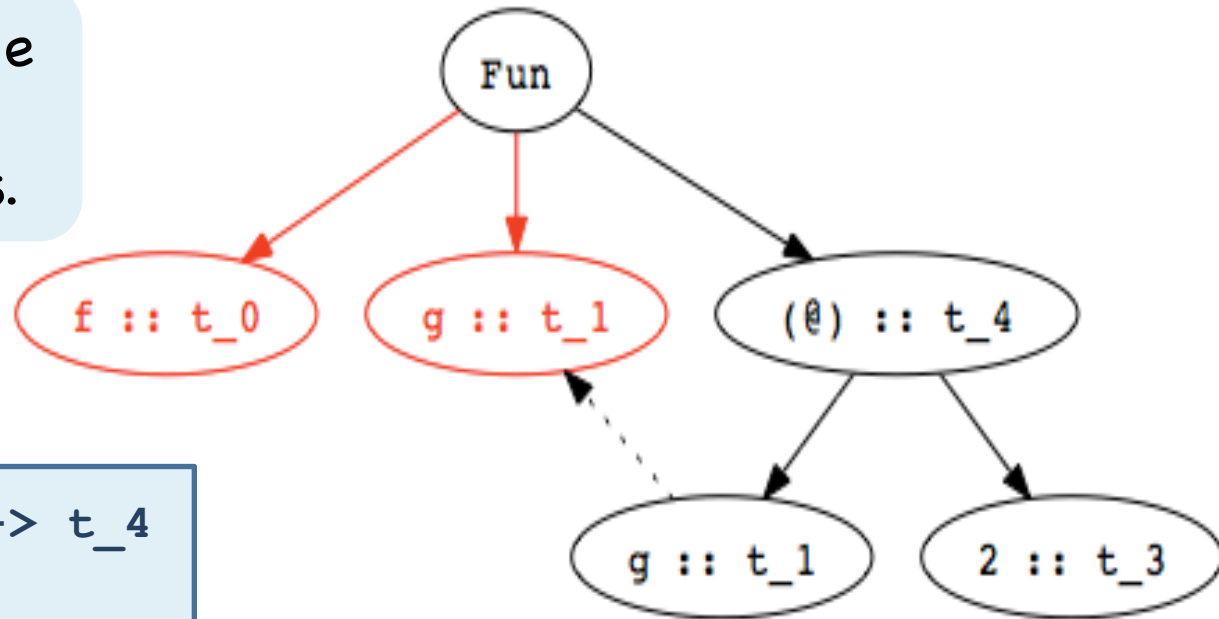 e
s.
Fun
f :: t_0
g :: t_1
(@) :: t_4
-> t_4
g :: t_1
2 :: t_3